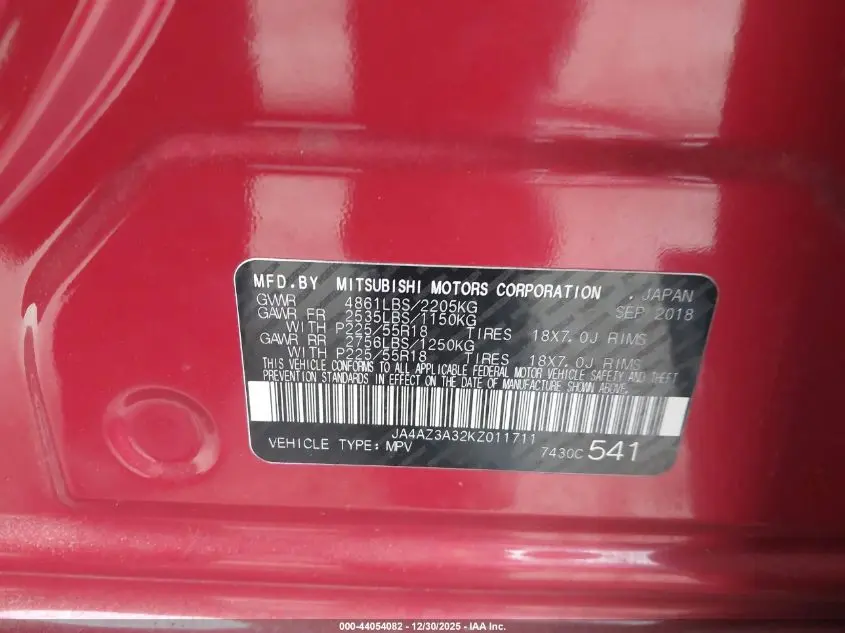 MFD.BY MITSUBISHI MOTORS CORPORATION . JAPAN
GVWR 4861LBS/2205KG SEP 2018
GAWR FR 2535LBS/1150KG
WITH P225/55R18 TIRES 18X7.0J RIMS
GAWR RR 2756LBS/1250KG
WITH P225/55R18 TIRES 18X7.0J RIMS
THIS VEHICLE CONFORMS TO ALL APPLICABLE FEDERAL MOTOR VEHICLE SAFETY AND THEFT
PREVENTION STANDARDS IN EFFECT ON THE DATE OF MANUFACTURE SHOWN ABOVE.
JA4AZ3A32KZ011711
VEHICLE TYPE: MPV 7430C 541
000-44054082 - 12/30/2025 - IAA Inc.